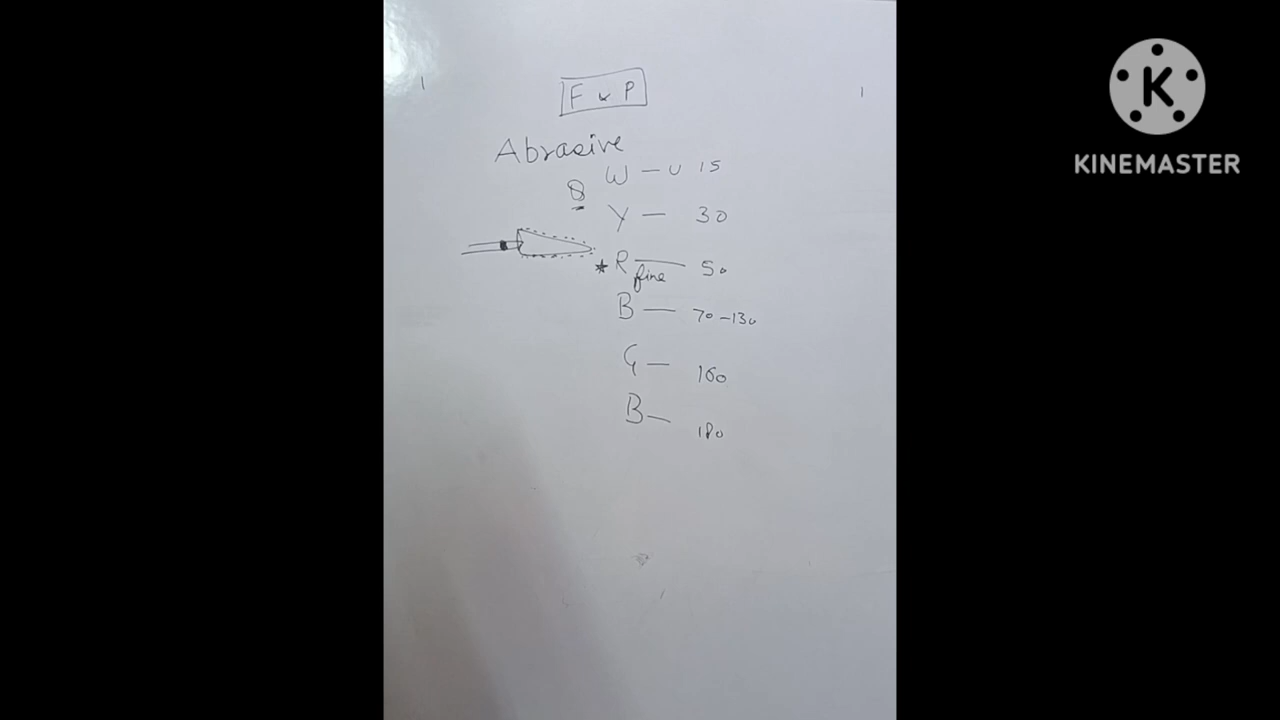 F & P
Abrasive
W — U 15
8
Y — 30
R — 50
fine
B — 70-130
G — 160
B — 180
K
KINEMASTER